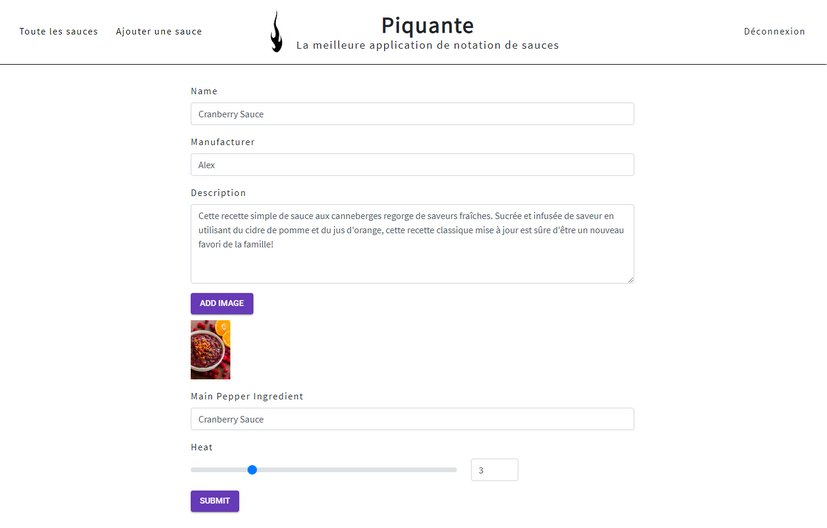 Toute les sauces
Ajouter une sauce
Piquante
La meilleure application de notation de sauces
Déconnexion
Name
Cranberry Sauce
Manufacturer
Alex
Description
Cette recette simple de sauce aux canneberges regorge de saveurs fraîches. Sucrée et infusée de saveur en
utilisant du cidre de pomme et du jus d'orange, cette recette classique mise à jour est sûre d'être un nouveau
favori de la famille!
ADD IMAGE
Main Pepper Ingredient
Cranberry Sauce
Heat
3
SUBMIT